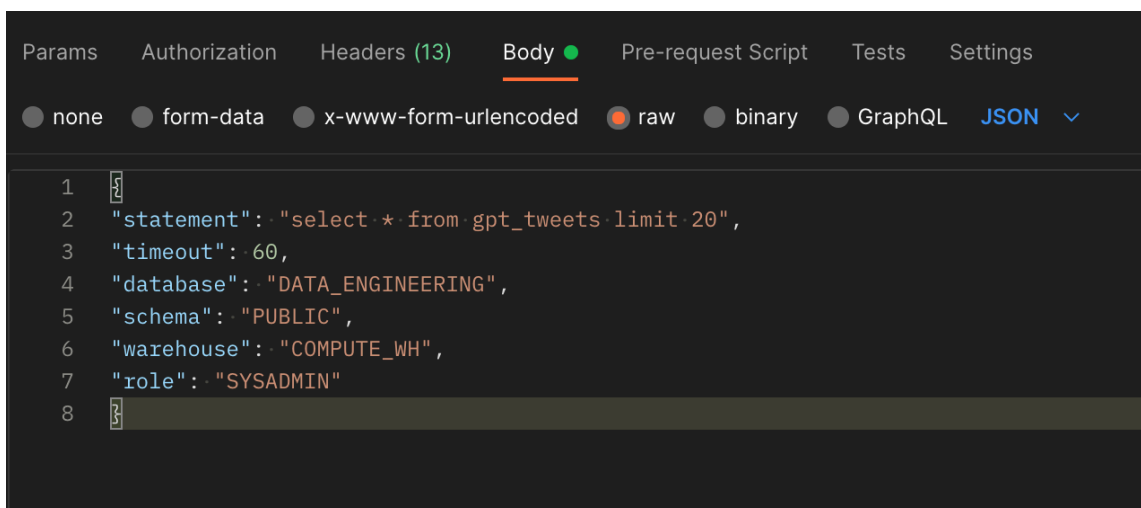 Params Authorization Headers (13) Body Pre-request Script Tests Settings
none form-data x-www-form-urlencoded raw binary GraphQL JSON
1 {
2 "statement": "select * from gpt_tweets limit 20",
3 "timeout": 60,
4 "database": "DATA_ENGINEERING",
5 "schema": "PUBLIC",
6 "warehouse": "COMPUTE_WH",
7 "role": "SYSADMIN"
8 }